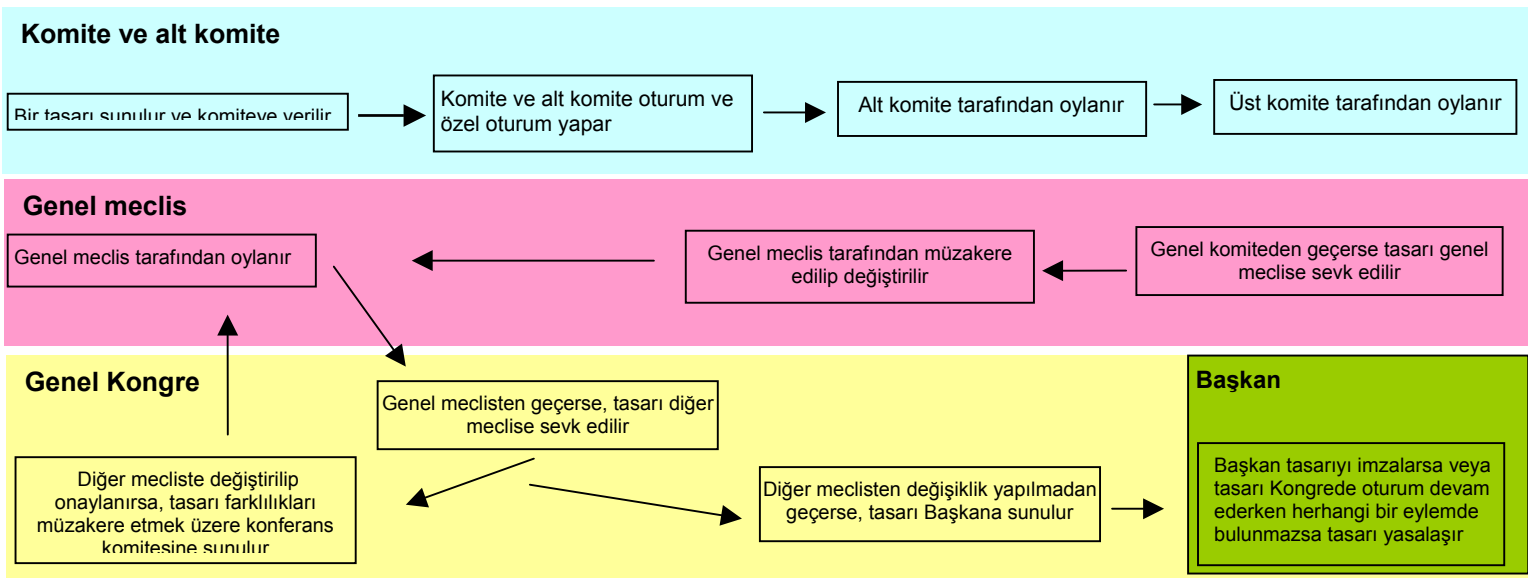 Komite ve alt komite
Bir tasarı sunulur ve komiteye verilir
Komite ve alt komite oturum ve
özel oturum yapar
Alt komite tarafından oylanır
Üst komite tarafından oylanır
Genel meclis
Genel meclis tarafından oylanır
Genel meclis tarafından müzakere
edilip değiştirilir
Genel komiteden geçerse tasarı genel
meclise sevk edilir
Genel Kongre
Genel meclisten geçerse, tasarı diğer
meclise sevk edilir
Diğer mecliste değiştirilip
onaylanırsa, tasarı farklılıkları
müzakere etmek üzere konferans
komitesine sunulur
Diğer meclisten değişiklik yapılmadan
geçerse, tasarı Başkana sunulur
Başkan
Başkan tasarıyı imzalarsa veya
tasarı Kongrede oturum devam
ederken herhangi bir eylemde
bulunmazsa tasarı yasalaşır